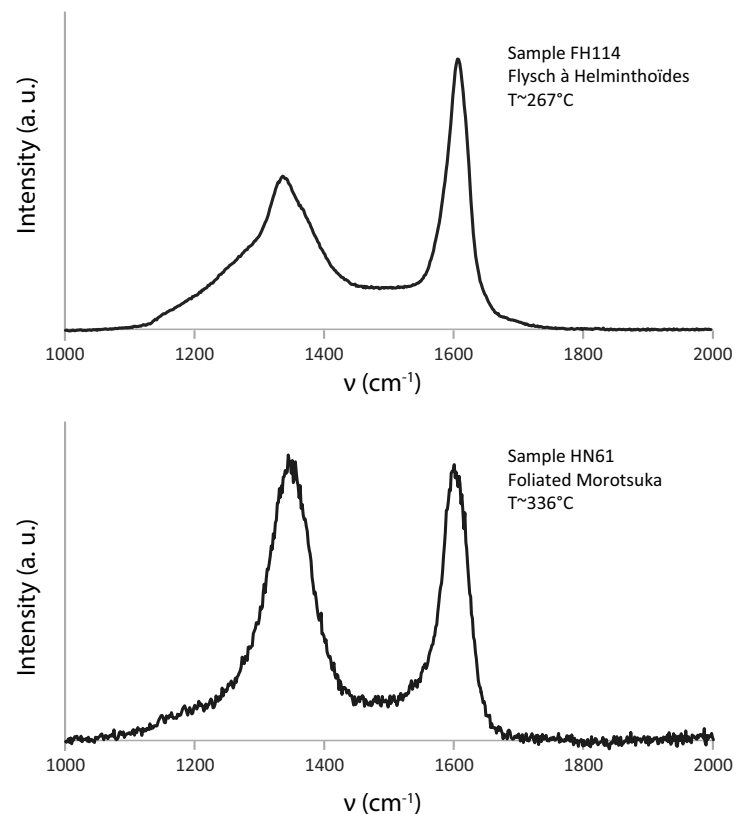 Sample FH114
Flysch à Helminthoïdes
T~267°C
Intensity (a. u.)
1000 1200 1400 1600 1800 2000
ν (cm-1)
Sample HN61
Foliated Morotsuka
T~336°C
Intensity (a. u.)
1000 1200 1400 1600 1800 2000
ν (cm-1)